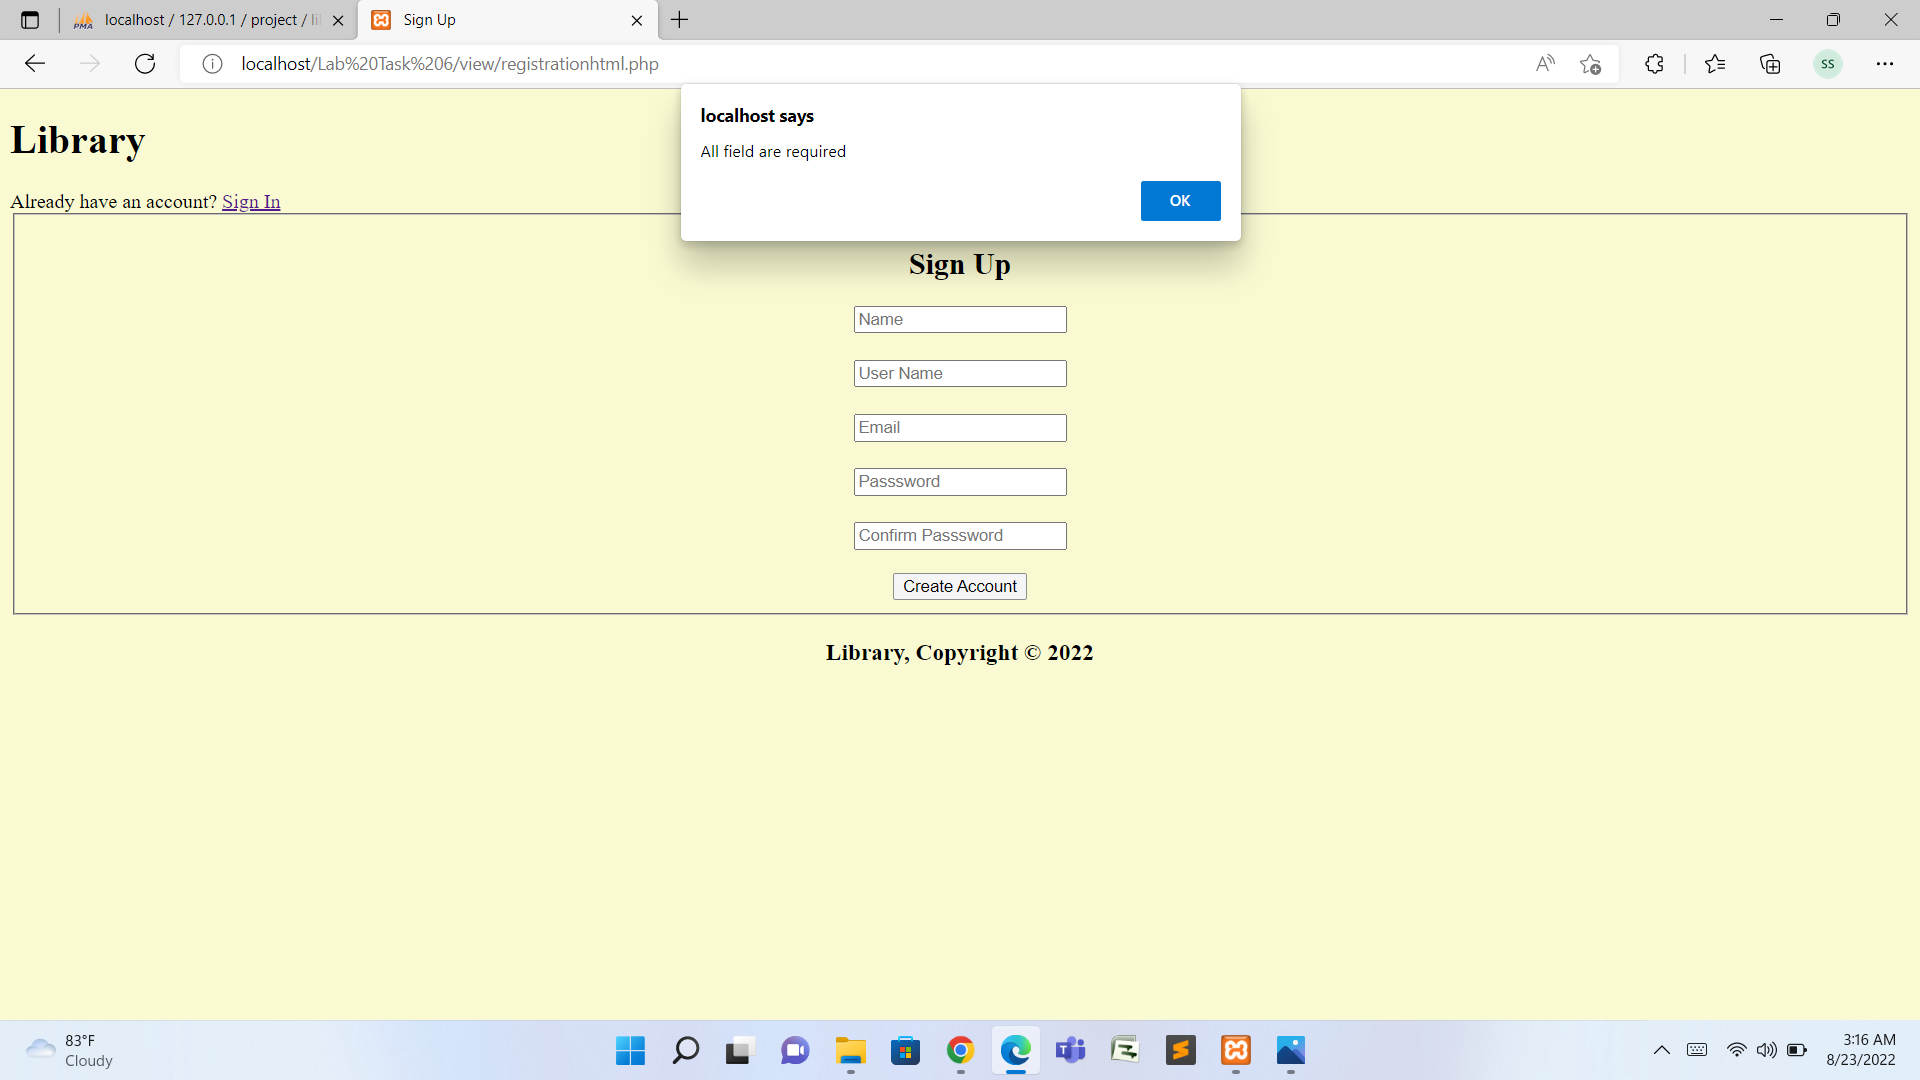 PMA localhost / 127.0.0.1 / project / li
Sign Up
localhost/Lab%20Task%206/view/registrationhtml.php
SS
localhost says
All field are required
OK
Library
Already have an account? Sign In
Sign Up
Name
User Name
Email
Passsword
Confirm Passsword
Create Account
Library, Copyright © 2022
83°F
Cloudy
3:16 AM
8/23/2022